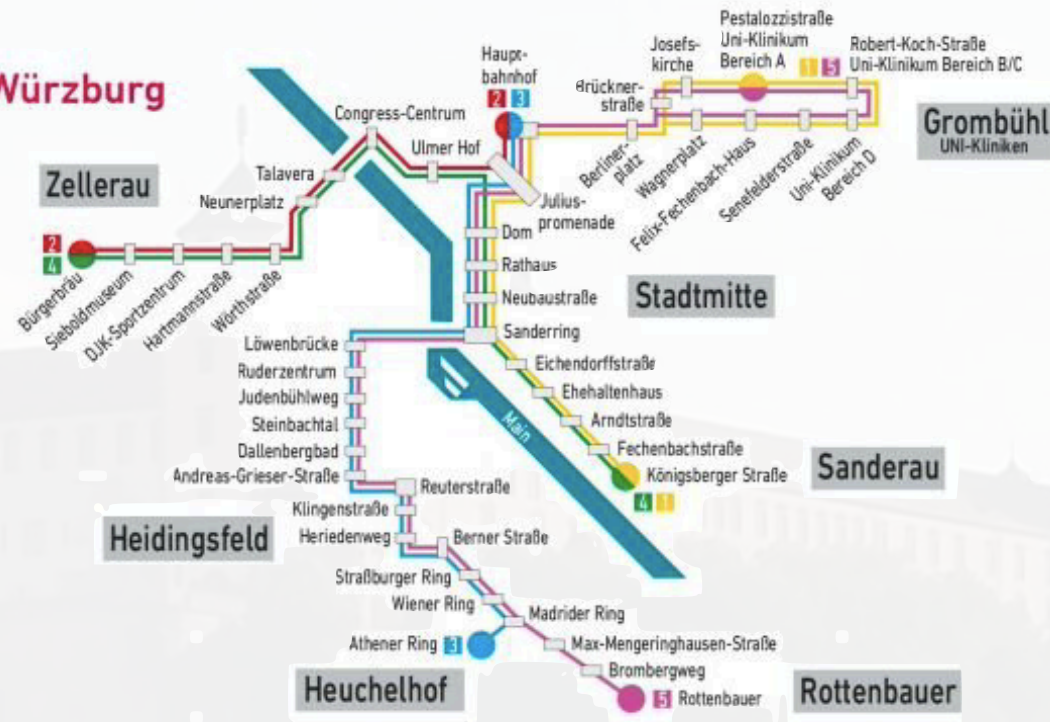 Würzburg
Pestalozzistraße
Uni-Klinikum
Bereich A
1 5
Robert-Koch-Straße
Uni-Klinikum Bereich B/C
Josefs-
kirche
Haupt-
bahnhof
2 3
Brückner-
straße
Grombühl
UNI-Kliniken
Congress-Centrum
Ulmer Hof
Berliner-
platz
Wagnerplatz
Felix-Fechenbach-Haus
Senefelderstraße
Uni-Klinikum
Bereich D
Zellerau
Talavera
Neunerplatz
Julius-
promenade
2
4
Bürgerbräu
Sieboldmuseum
DJK-Sportzentrum
Hartmannstraße
Wörthstraße
Dom
Rathaus
Neubaustraße
Stadtmitte
Sanderring
Löwenbrücke
Ruderzentrum
Judenbühlweg
Steinbachtal
Dallenbergbad
Andreas-Grieser-Straße
Eichendorffstraße
Ehehaltenhaus
Arndtstraße
Fechenbachstraße
Königsberger Straße
4 1
Main
Sanderau
Reuterstraße
Klingenstraße
Heriedenweg
Heidingsfeld
Berner Straße
Straßburger Ring
Wiener Ring
Madrider Ring
Athener Ring 3
Max-Mengeringhausen-Straße
Brombergweg
5 Rottenbauer
Heuchelhof
Rottenbauer